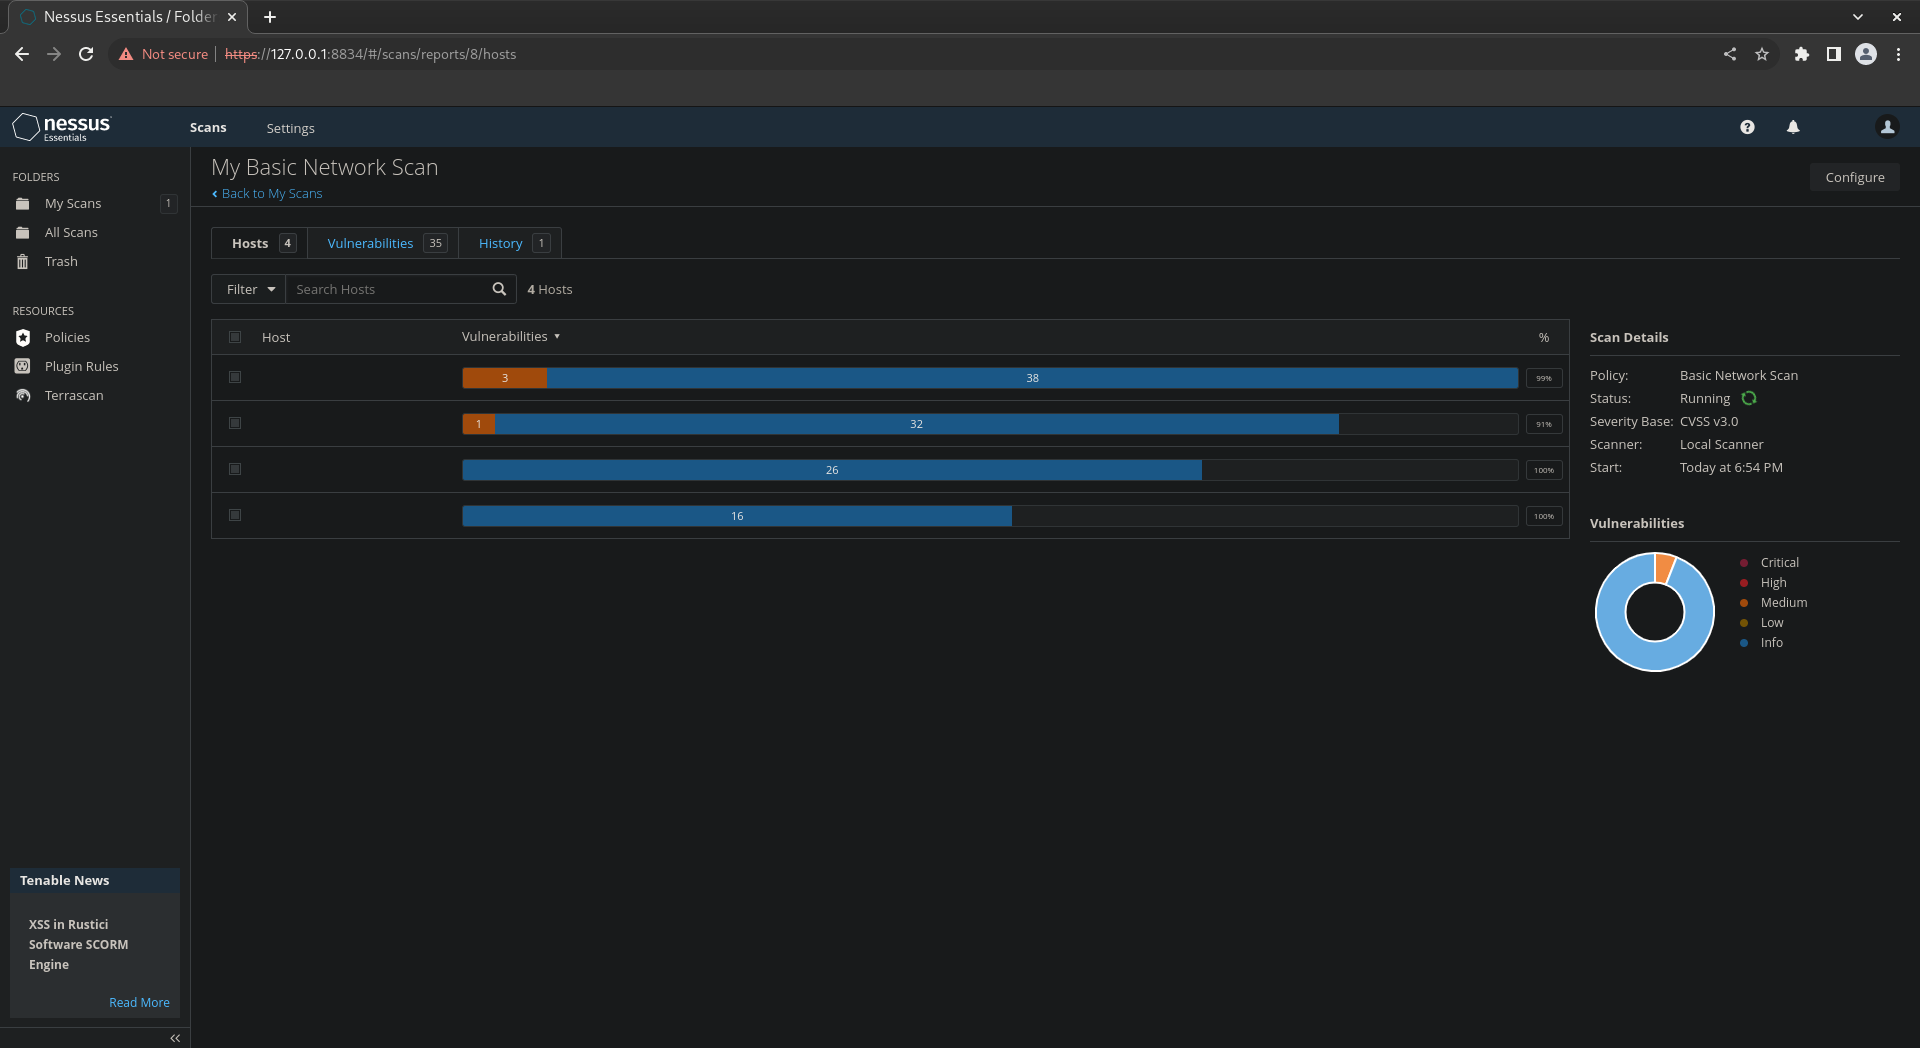 Nessus Essentials / Folder
Not secure | https://127.0.0.1:8834/#/scans/reports/8/hosts
nessus
Essentials
Scans
Settings
FOLDERS
My Scans 1
All Scans
Trash
RESOURCES
Policies
Plugin Rules
Terrascan
Tenable News
XSS in Rustici
Software SCORM
Engine
Read More
My Basic Network Scan
Back to My Scans
Configure
Hosts 4
Vulnerabilities 35
History 1
Filter
Search Hosts
4 Hosts
Host Vulnerabilities %
3 38 99%
1 32 91%
26 100%
16 100%
Scan Details
Policy: Basic Network Scan
Status: Running
Severity Base: CVSS v3.0
Scanner: Local Scanner
Start: Today at 6:54 PM
Vulnerabilities
Critical
High
Medium
Low
Info